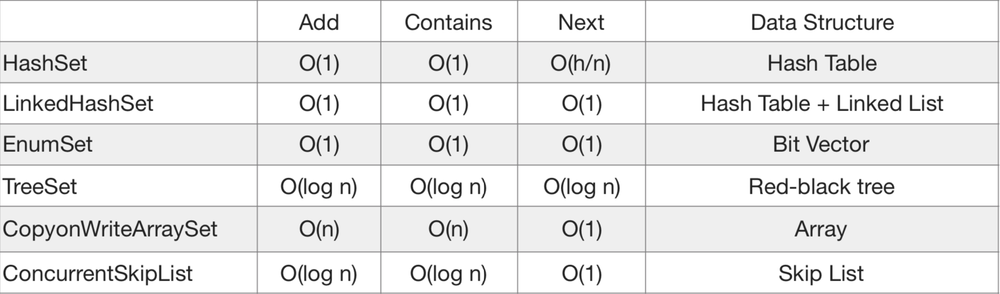 Add Contains Next Data Structure
HashSet O(1) O(1) O(h/n) Hash Table
LinkedHashSet O(1) O(1) O(1) Hash Table + Linked List
EnumSet O(1) O(1) O(1) Bit Vector
TreeSet O(log n) O(log n) O(log n) Red-black tree
CopyonWriteArraySet O(n) O(n) O(1) Array
ConcurrentSkipList O(log n) O(log n) O(1) Skip List